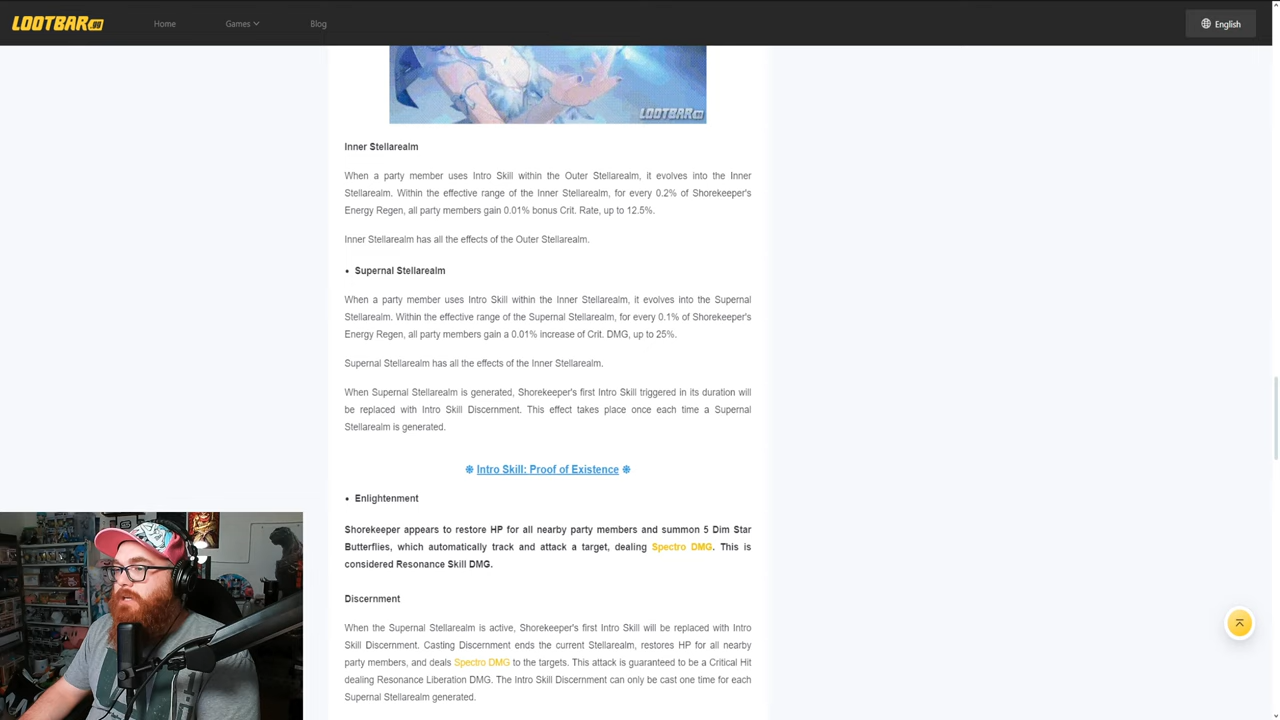 LOOTBAR.GG
Home
Games
Blog
English
LOOTBAR.GG
Inner Stellarealm
When a party member uses Intro Skill within the Outer Stellarealm, it evolves into the Inner
Stellarealm. Within the effective range of the Inner Stellarealm, for every 0.2% of Shorekeeper's
Energy Regen, all party members gain 0.01% bonus Crit. Rate, up to 12.5%.
Inner Stellarealm has all the effects of the Outer Stellarealm.
• Supernal Stellarealm
When a party member uses Intro Skill within the Inner Stellarealm, it evolves into the Supernal
Stellarealm. Within the effective range of the Supernal Stellarealm, for every 0.1% of Shorekeeper's
Energy Regen, all party members gain a 0.01% increase of Crit. DMG, up to 25%.
Supernal Stellarealm has all the effects of the Inner Stellarealm.
When Supernal Stellarealm is generated, Shorekeeper's first Intro Skill triggered in its duration will
be replaced with Intro Skill Discernment. This effect takes place once each time a Supernal
Stellarealm is generated.
❋ Intro Skill: Proof of Existence ❋
• Enlightenment
Shorekeeper appears to restore HP for all nearby party members and summon 5 Dim Star
Butterflies, which automatically track and attack a target, dealing Spectro DMG. This is
considered Resonance Skill DMG.
Discernment
When the Supernal Stellarealm is active, Shorekeeper's first Intro Skill will be replaced with Intro
Skill Discernment. Casting Discernment ends the current Stellarealm, restores HP for all nearby
party members, and deals Spectro DMG to the targets. This attack is guaranteed to be a Critical Hit
dealing Resonance Liberation DMG. The Intro Skill Discernment can only be cast one time for each
Supernal Stellarealm generated.